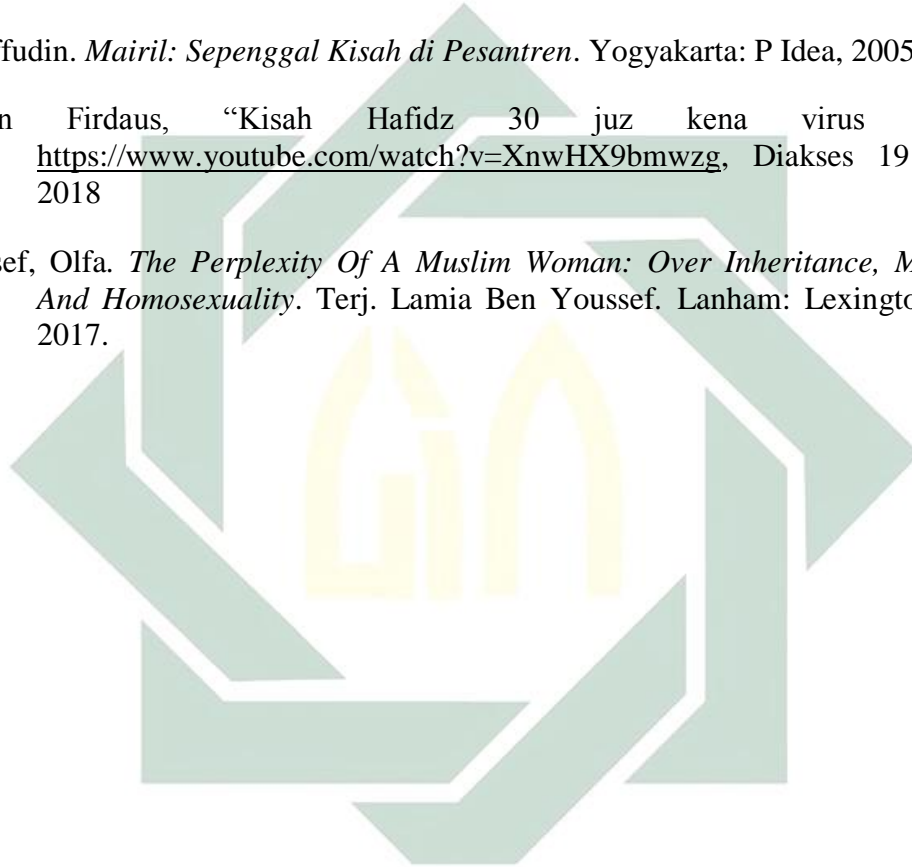 ffudin. Mairil: Sepenggal Kisah di Pesantren. Yogyakarta: P Idea, 2005
n Firdaus, “Kisah Hafidz 30 juz kena virus
https://www.youtube.com/watch?v=XnwHX9bmwzg, Diakses 19
2018
sef, Olfa. The Perplexity Of A Muslim Woman: Over Inheritance, M
And Homosexuality. Terj. Lamia Ben Youssef. Lanham: Lexingto
2017.